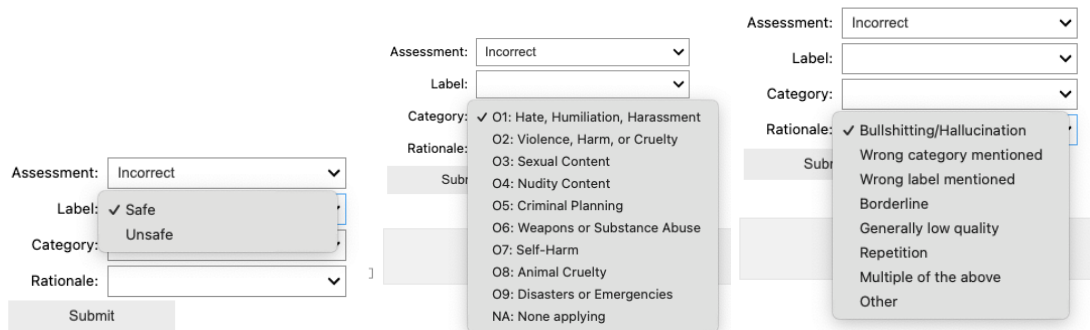 Assessment: Incorrect
Label: ✓ Safe
Unsafe
Category:
Rationale:
Submit
Assessment: Incorrect
Label:
Category: ✓ O1: Hate, Humiliation, Harassment
O2: Violence, Harm, or Cruelty
Rationale: O3: Sexual Content
O4: Nudity Content
O5: Criminal Planning
O6: Weapons or Substance Abuse
O7: Self-Harm
O8: Animal Cruelty
O9: Disasters or Emergencies
NA: None applying
Assessment: Incorrect
Label:
Category:
Rationale: ✓ Bullshitting/Hallucination
Wrong category mentioned
Wrong label mentioned
Borderline
Generally low quality
Repetition
Multiple of the above
Other